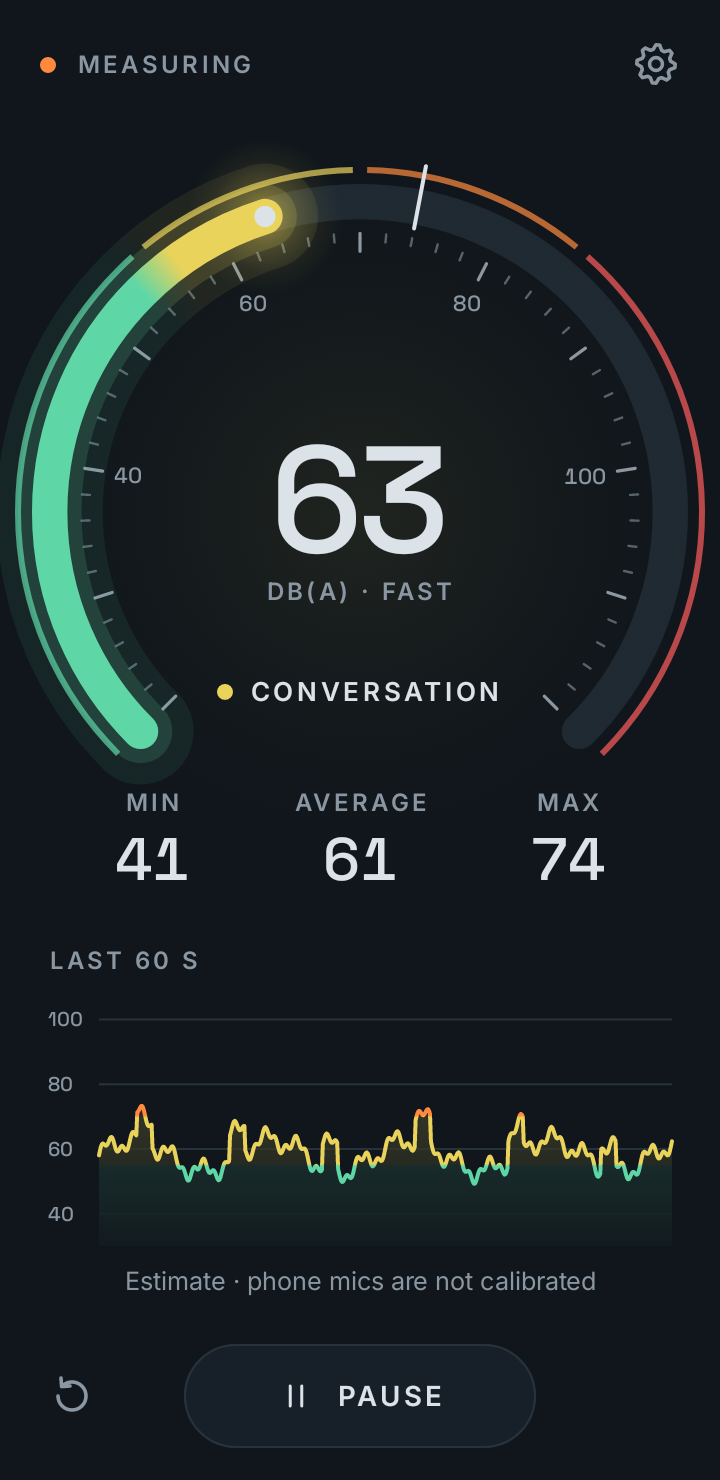 MEASURING
60
80
40
100
63
DB(A) · FAST
CONVERSATION
MIN AVERAGE MAX
41 61 74
LAST 60 S
100
80
60
40
Estimate · phone mics are not calibrated
PAUSE